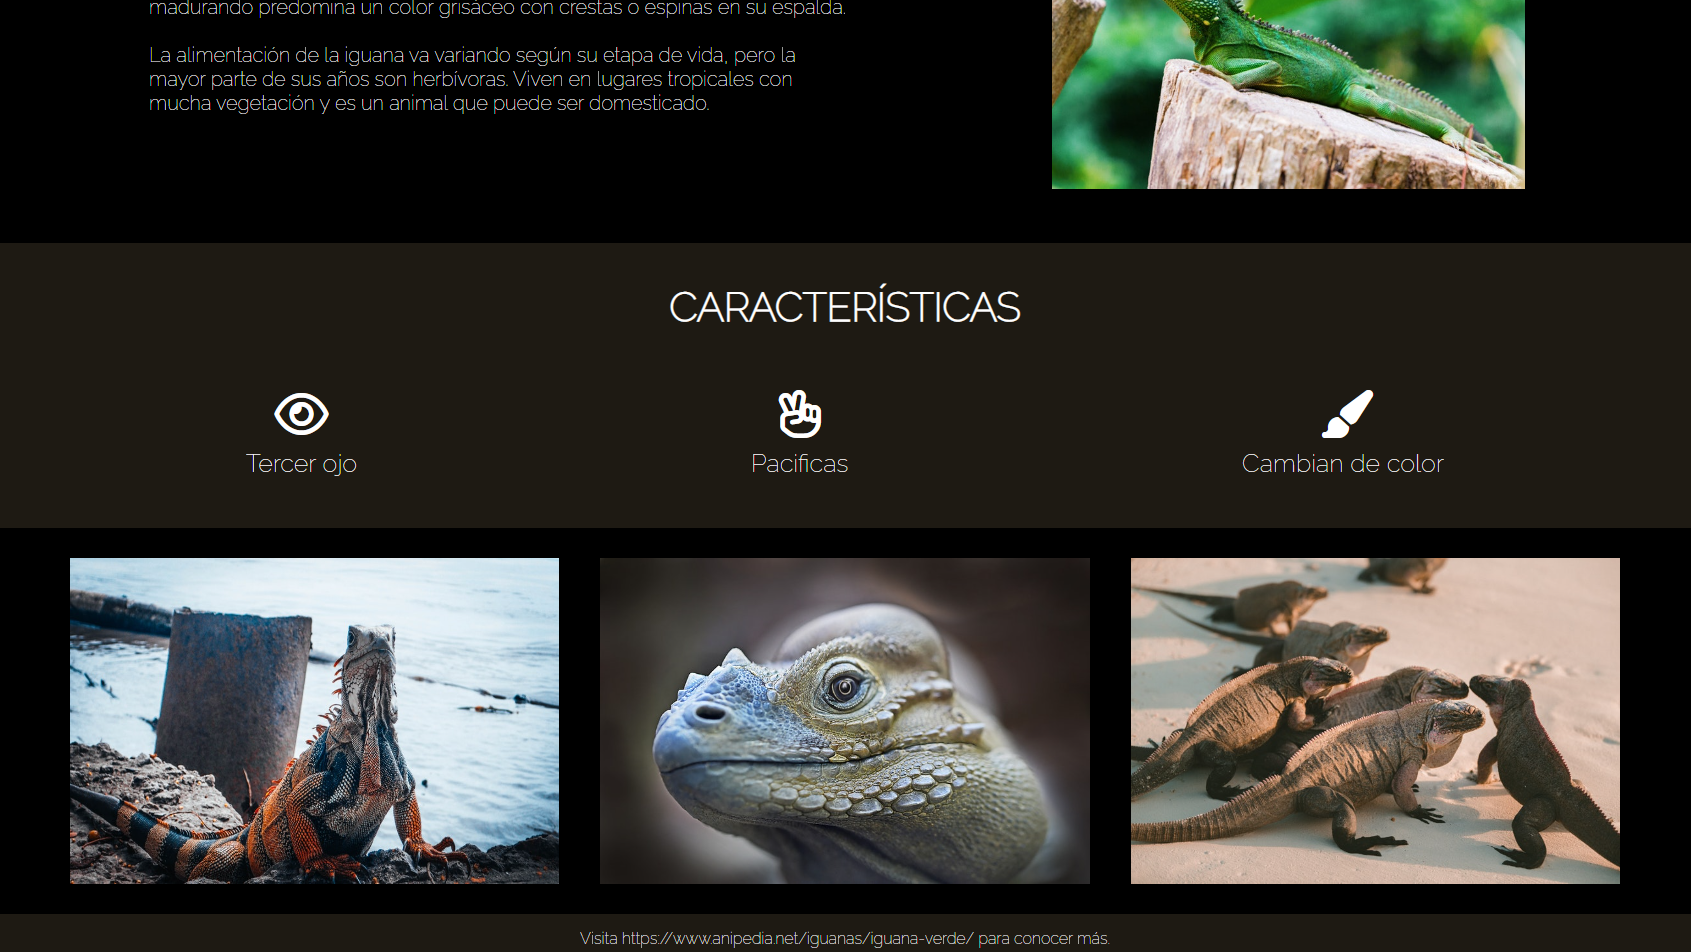 madurando predomina un color grisáceo con crestas o espinas en su espalda.
La alimentación de la iguana va variando según su etapa de vida, pero la
mayor parte de sus años son herbívoras. Viven en lugares tropicales con
mucha vegetación y es un animal que puede ser domesticado.
CARACTERÍSTICAS
Tercer ojo
Pacificas
Cambian de color
Visita https://www.anipedia.net/iguanas/iguana-verde/ para conocer más.